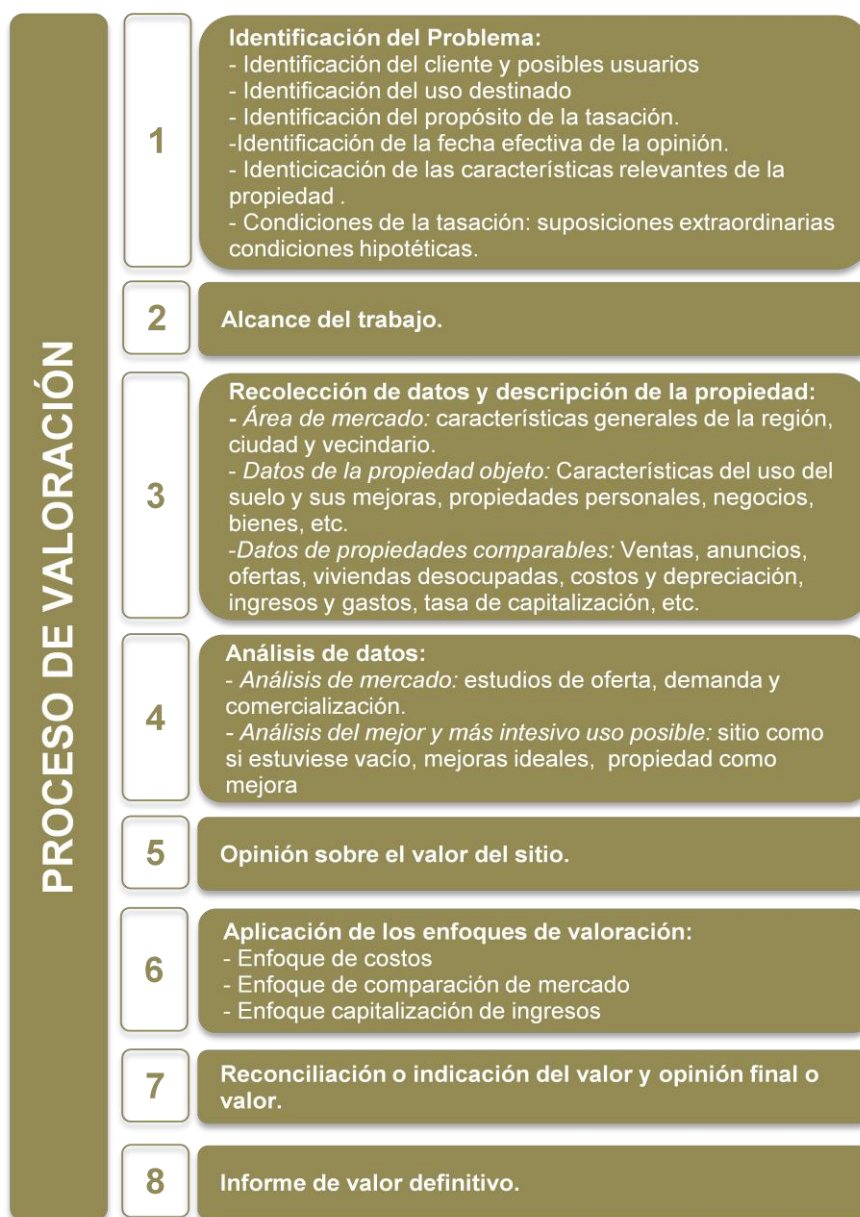 PROCESO DE VALORACIÓN
1
Identificación del Problema:
- Identificación del cliente y posibles usuarios
- Identificación del uso destinado
- Identificación del propósito de la tasación.
-Identificación de la fecha efectiva de la opinión.
- Identicicación de las características relevantes de la
propiedad .
- Condiciones de la tasación: suposiciones extraordinarias
condiciones hipotéticas.
2
Alcance del trabajo.
3
Recolección de datos y descripción de la propiedad:
- Área de mercado: características generales de la región,
ciudad y vecindario.
- Datos de la propiedad objeto: Características del uso del
suelo y sus mejoras, propiedades personales, negocios,
bienes, etc.
-Datos de propiedades comparables: Ventas, anuncios,
ofertas, viviendas desocupadas, costos y depreciación,
ingresos y gastos, tasa de capitalización, etc.
4
Análisis de datos:
- Análisis de mercado: estudios de oferta, demanda y
comercialización.
- Análisis del mejor y más intesivo uso posible: sitio como
si estuviese vacío, mejoras ideales, propiedad como
mejora
5
Opinión sobre el valor del sitio.
6
Aplicación de los enfoques de valoración:
- Enfoque de costos
- Enfoque de comparación de mercado
- Enfoque capitalización de ingresos
7
Reconciliación o indicación del valor y opinión final o
valor.
8
Informe de valor definitivo.